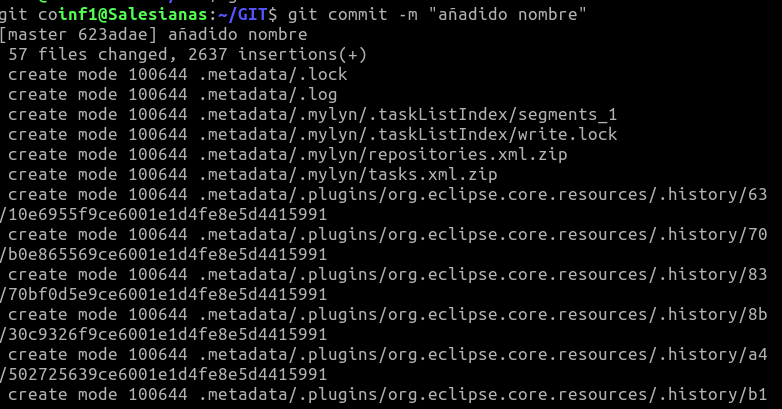 git coinf1@Salesianas:~/GIT$ git commit -m "añadido nombre"
[master 623adae] añadido nombre
 57 files changed, 2637 insertions(+)
 create mode 100644 .metadata/.lock
 create mode 100644 .metadata/.log
 create mode 100644 .metadata/.mylyn/.taskListIndex/segments_1
 create mode 100644 .metadata/.mylyn/.taskListIndex/write.lock
 create mode 100644 .metadata/.mylyn/repositories.xml.zip
 create mode 100644 .metadata/.mylyn/tasks.xml.zip
 create mode 100644 .metadata/.plugins/org.eclipse.core.resources/.history/63
/10e6955f9ce6001e1d4fe8e5d4415991
 create mode 100644 .metadata/.plugins/org.eclipse.core.resources/.history/70
/b0e865569ce6001e1d4fe8e5d4415991
 create mode 100644 .metadata/.plugins/org.eclipse.core.resources/.history/83
/70bf0d5e9ce6001e1d4fe8e5d4415991
 create mode 100644 .metadata/.plugins/org.eclipse.core.resources/.history/8b
/30c9326f9ce6001e1d4fe8e5d4415991
 create mode 100644 .metadata/.plugins/org.eclipse.core.resources/.history/a4
/502725639ce6001e1d4fe8e5d4415991
 create mode 100644 .metadata/.plugins/org.eclipse.core.resources/.history/b1